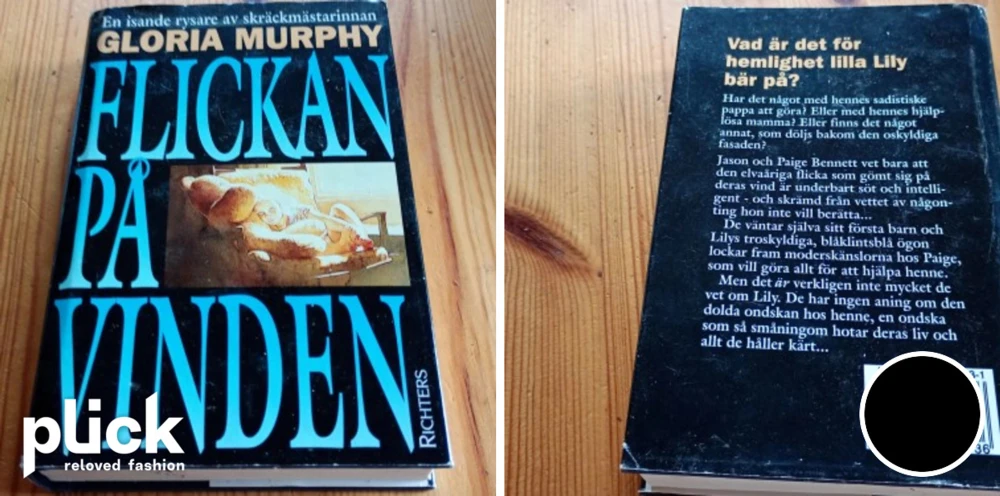 En isande rysare av skräckmästarinnan
GLORIA MURPHY
FLICKAN
PÅ
VINDEN
RICHTERS
plick
reloved fashion
Vad är det för
hemlighet lilla Lily
bär på?
Har det något med hennes sadistiske
pappa att göra? Eller med hennes hjälp-
lösa mamma? Eller finns det något
annat, som döljs bakom den oskyldiga
fasaden?
Jason och Paige Bennett vet bara att
den elvaåriga flicka som gömt sig på
deras vind är underbart söt och intelli-
gent - och skrämd från vettet av någon-
ting hon inte vill berätta...
De väntar själva sitt första barn och
Lilys troskyldiga, blåklintsblå ögon
lockar fram moderskänslorna hos Paige,
som vill göra allt för att hjälpa henne.
Men det är verkligen inte mycket de
vet om Lily. De har ingen aning om den
dolda ondskan hos henne, en ondska
som så småningom hotar deras liv och
allt de håller kärt...